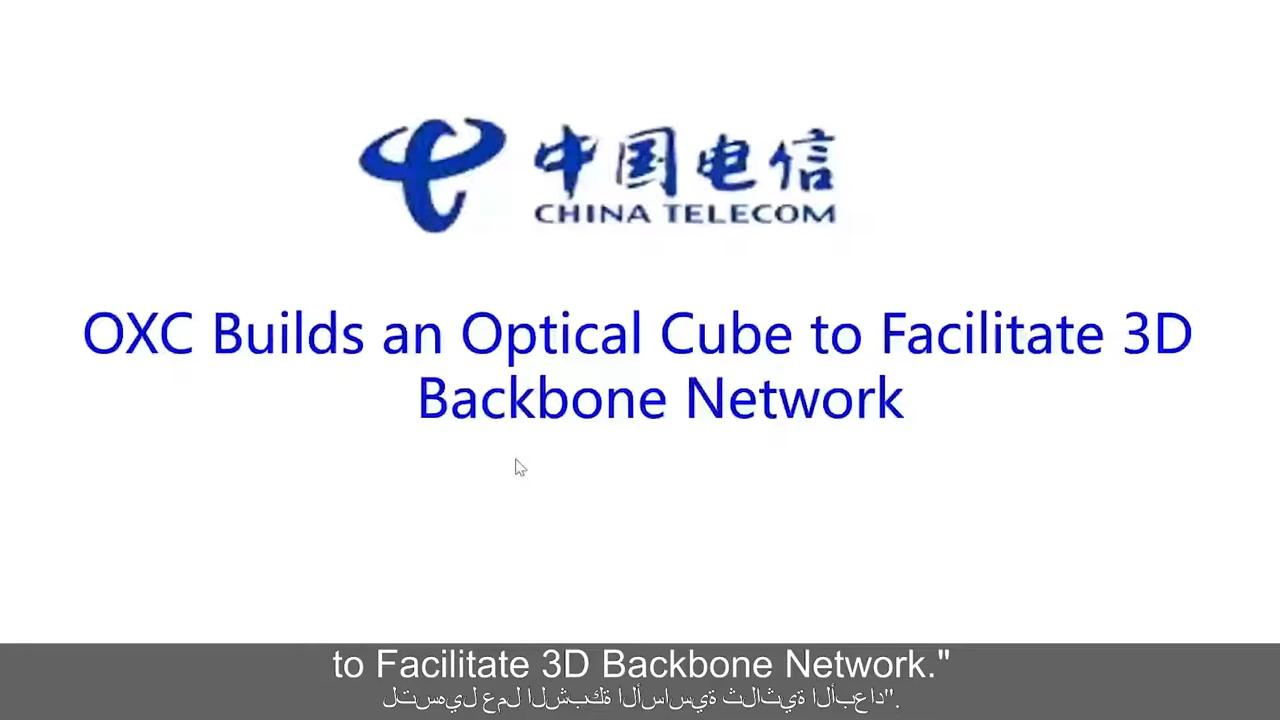 中国电信
CHINA TELECOM
OXC Builds an Optical Cube to Facilitate 3D
Backbone Network
to Facilitate 3D Backbone Network."
لتسهيل عمل الشبكة الأساسية ثلاثية الأبعاد".